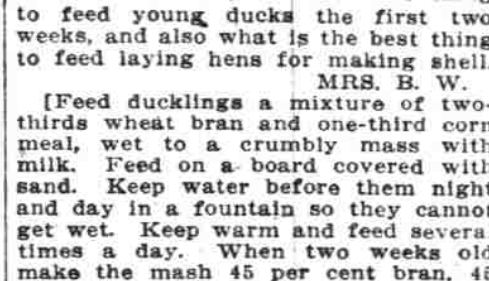 to feed young ducks the first two
weeks, and also what is the best thing
to feed laying hens for making shell.
MRS. B. W.
[Feed ducklings a mixture of two-
thirds wheat bran and one-third corn
meal, wet to a crumbly mass with
milk. Feed on a board covered with
sand. Keep water before them night
and day in a fountain so they cannot
get wet. Keep warm and feed severa
times a day. When two weeks old
make the mash 45 per cent bran, 45